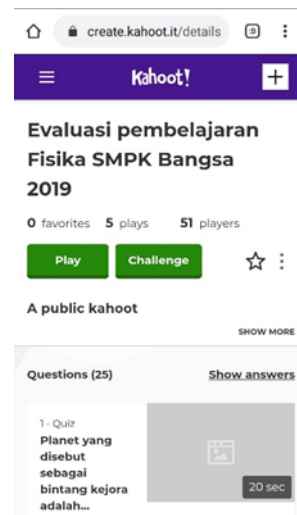 create.kahoot.it/details
Kahoot!
Evaluasi pembelajaran
Fisika SMPK Bangsa
2019
0 favorites 5 plays 51 players
Play Challenge
A public kahoot
SHOW MORE
Questions (25) Show answers
1 - Quiz
Planet yang
disebut
sebagai
bintang kejora
adalah...
20 sec